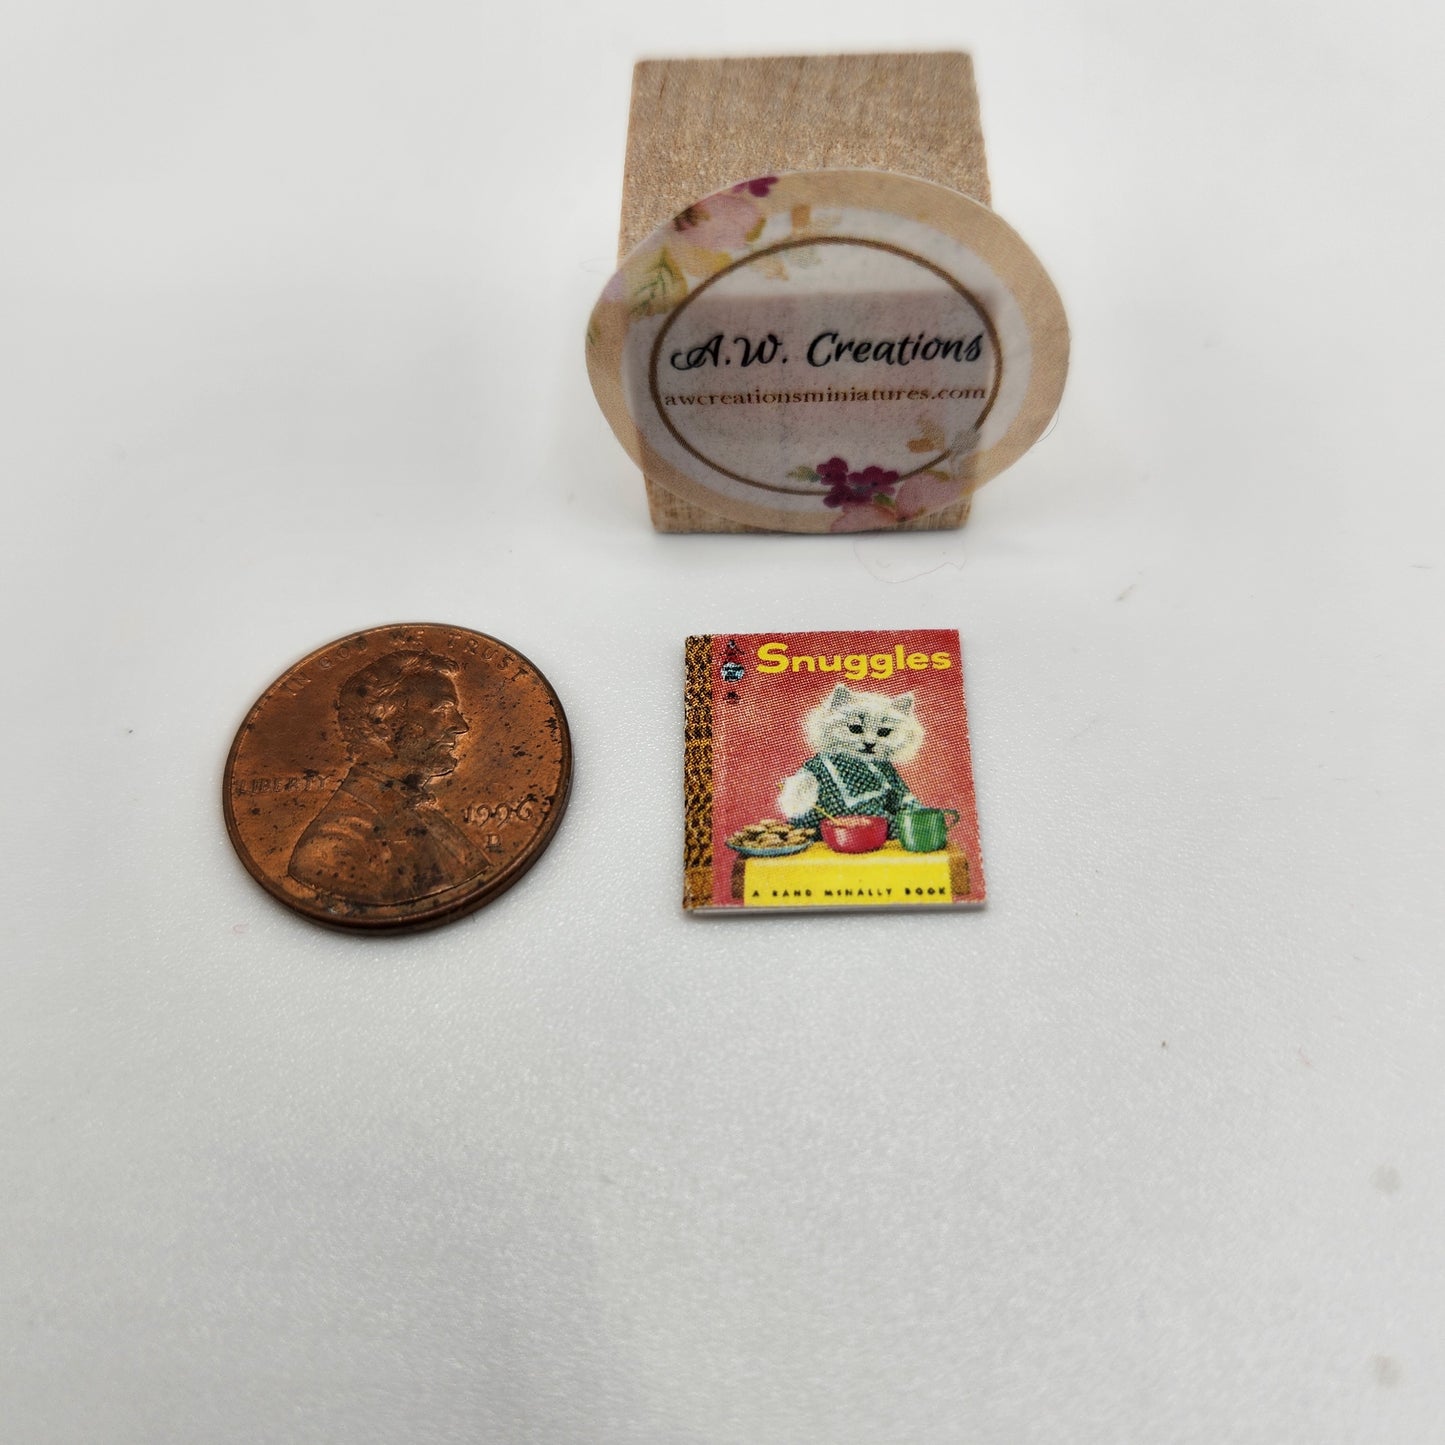 A.W. Creations
awcreationsminiatures.com
IN GOD WE TRUST
LIBERTY
1996
D
Snuggles
A RAND McNALLY BOOK